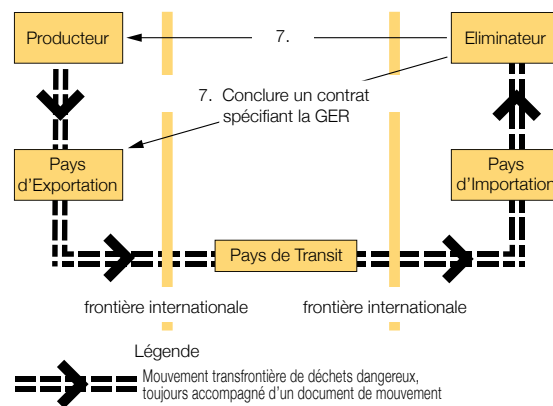 Producteur
7.
Eliminateur
7. Conclure un contrat
spécifiant la GER
Pays
d'Exportation
Pays
d'Importation
Pays de Transit
frontière internationale
frontière internationale
Légende
Mouvement transfrontière de déchets dangereux,
toujours accompagné d'un document de mouvement